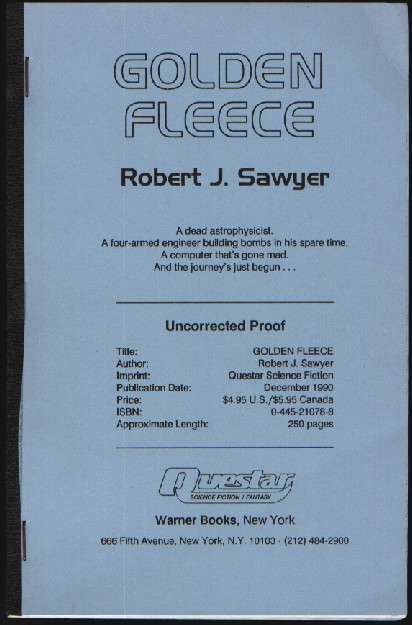 GOLDEN
FLEECE
Robert J. Sawyer
A dead astrophysicist.
A four-armed engineer building bombs in his spare time.
A computer that's gone mad.
And the journey's just begun . . .
Uncorrected Proof
Title: GOLDEN FLEECE
Author: Robert J. Sawyer
Imprint: Questar Science Fiction
Publication Date: December 1990
Price: $4.95 U.S./$5.95 Canada
ISBN: 0-445-21078-8
Approximate Length: 250 pages
Questar
SCIENCE FICTION / FANTASY
Warner Books, New York
666 Fifth Avenue, New York, N.Y. 10103 · (212) 484-2900